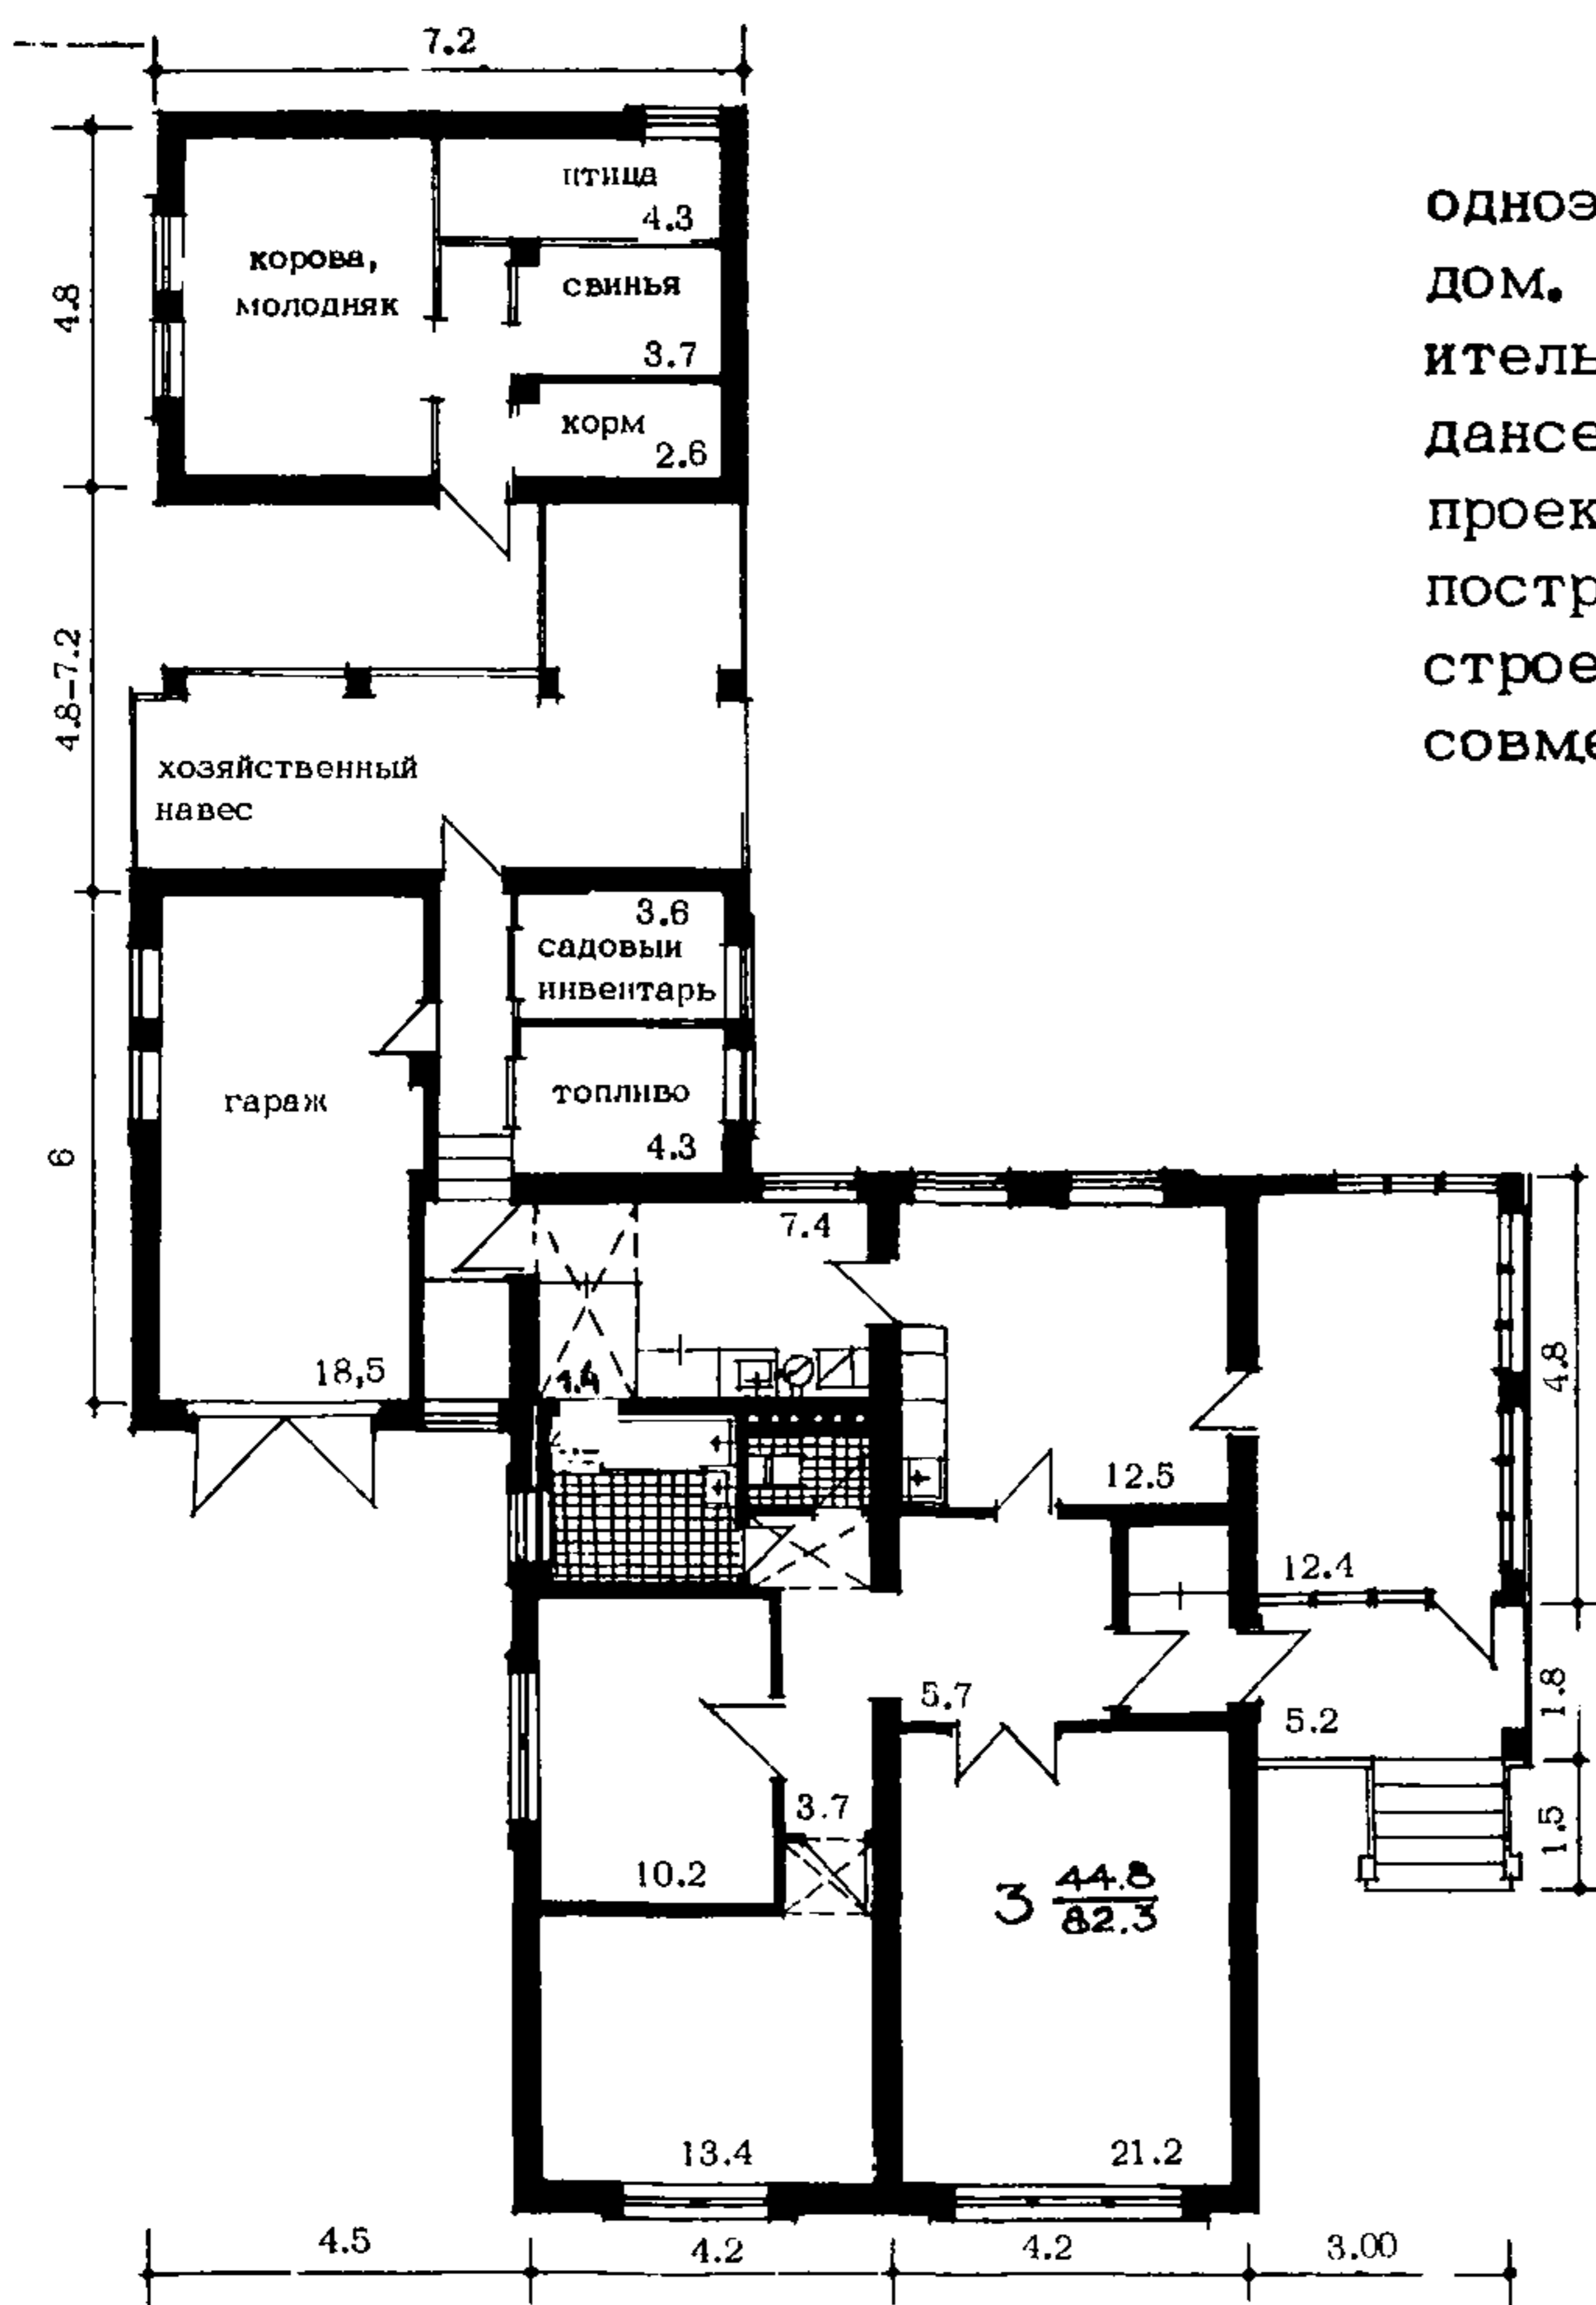 7.2
4.8
птица
4.3
корова,
молодняк
свинья
3.7
корм
2.6
4.8-7.2
хозяйственный
навес
3.6
садовый
инвентарь
топливо
4.3
гараж
6
18,5
7.4
4.4
12.5
12.4
4.8
5.7
5.2
1.8
1.5
3.7
10.2
3 44.8
82.3
13.4
21.2
4.5
4.2
4.2
3.00
одноэ
дом.
итель
дансе
проек
постр
строе
совме